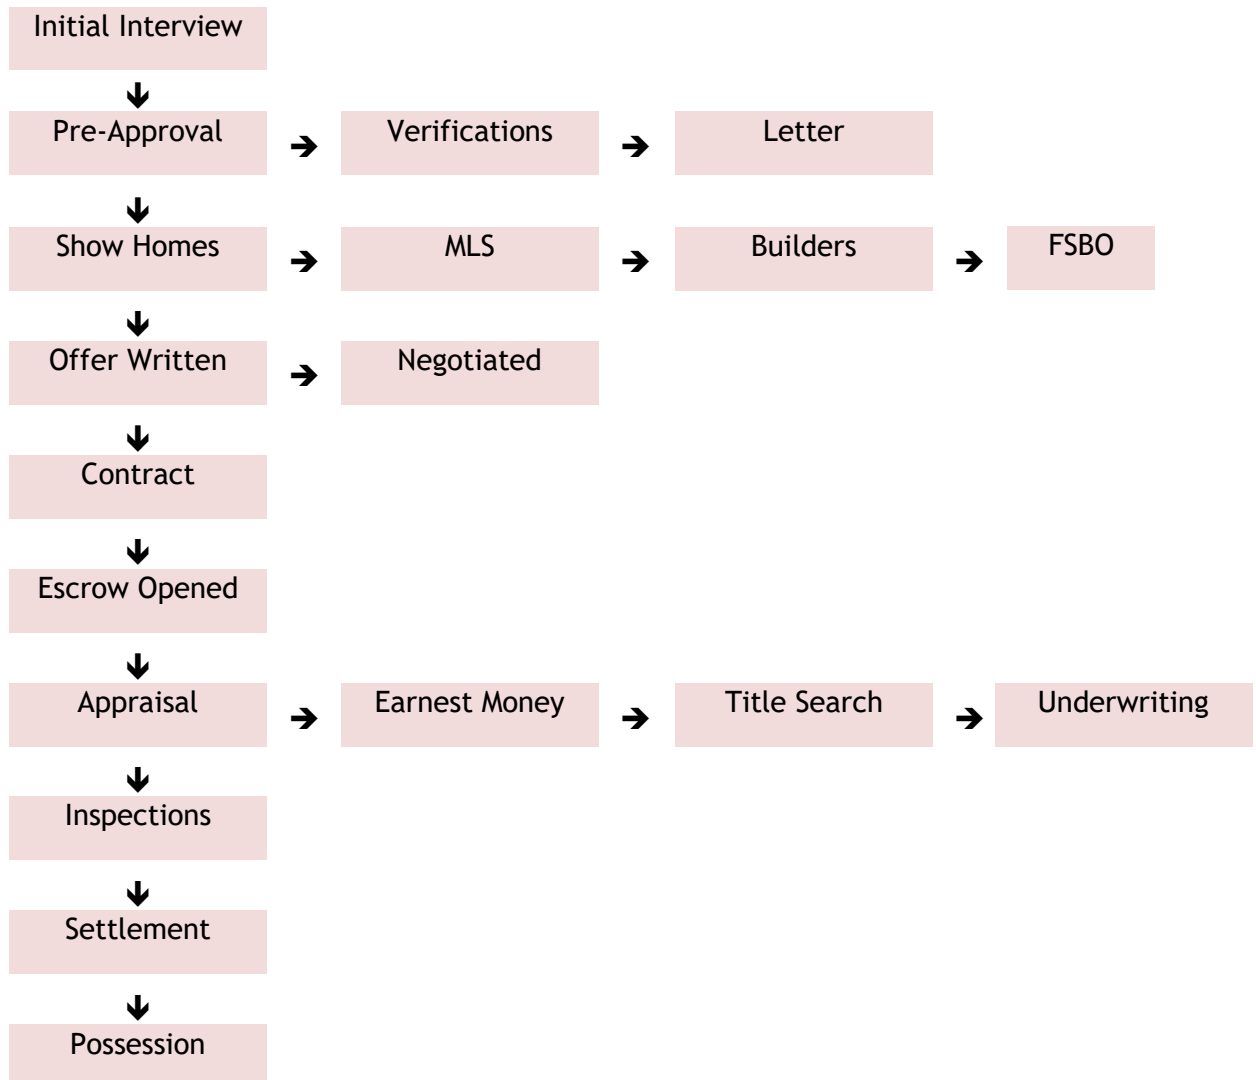 Initial Interview
Pre-Approval
Verifications
Letter
Show Homes
MLS
Builders
FSBO
Offer Written
Negotiated
Contract
Escrow Opened
Appraisal
Earnest Money
Title Search
Underwriting
Inspections
Settlement
Possession